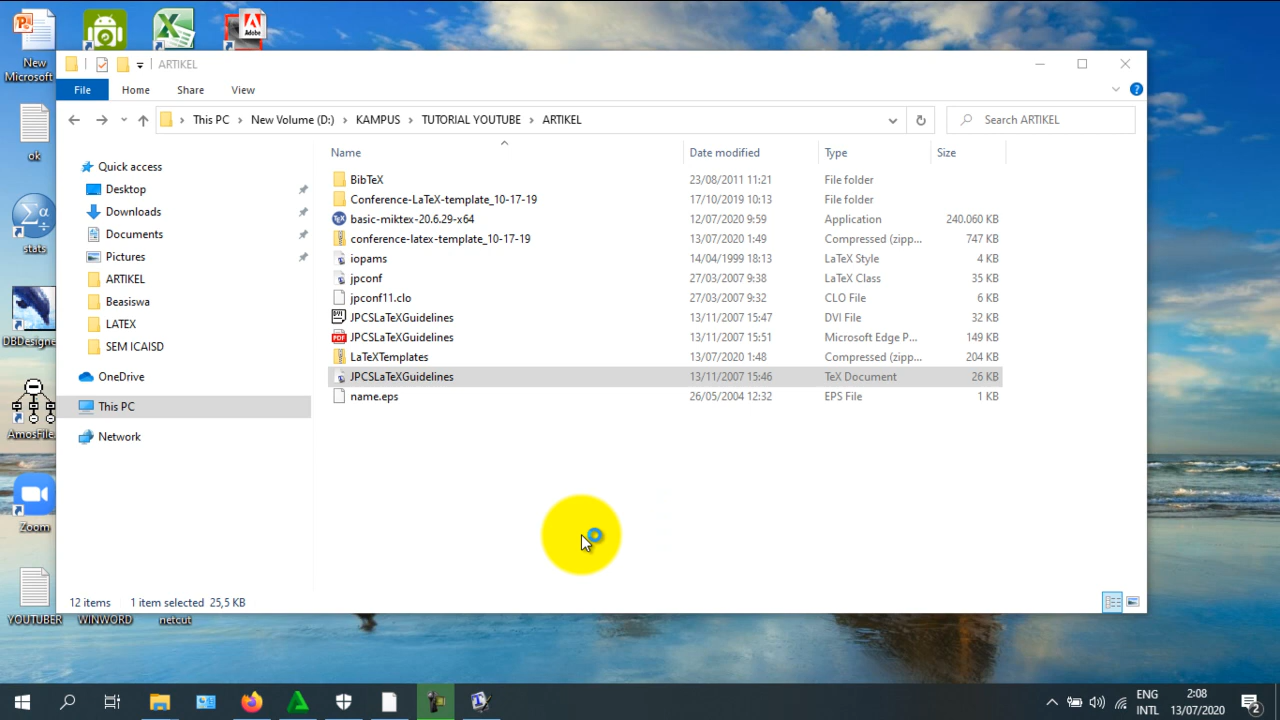 Adobe
New
Microsoft
ok
stats
DBDesigne
AmosFile.
Zoom
YOUTUBER
WINWORD
netcut
ARTIKEL
File
Home
Share
View
This PC
New Volume (D:)
KAMPUS
TUTORIAL YOUTUBE
ARTIKEL
Search ARTIKEL
Name
Date modified
Type
Size
Quick access
Desktop
Downloads
Documents
Pictures
ARTIKEL
Beasiswa
LATEX
SEM ICAISD
OneDrive
This PC
Network
BibTeX 23/08/2011 11:21 File folder
Conference-LaTeX-template_10-17-19 17/10/2019 10:13 File folder
basic-miktex-20.6.29-x64 12/07/2020 9:59 Application 240.060 KB
conference-latex-template_10-17-19 13/07/2020 1:49 Compressed (zipp... 747 KB
iopams 14/04/1999 18:13 LaTeX Style 4 KB
jpconf 27/03/2007 9:38 LaTeX Class 35 KB
jpconf11.clo 27/03/2007 9:32 CLO File 6 KB
JPCSLaTeXGuidelines 13/11/2007 15:47 DVI File 32 KB
JPCSLaTeXGuidelines 13/11/2007 15:51 Microsoft Edge P... 149 KB
LaTeXTemplates 13/07/2020 1:48 Compressed (zipp... 204 KB
JPCSLaTeXGuidelines 13/11/2007 15:46 TeX Document 26 KB
name.eps 26/05/2004 12:32 EPS File 1 KB
12 items 1 item selected 25,5 KB
ENG
INTL
2:08
13/07/2020
2